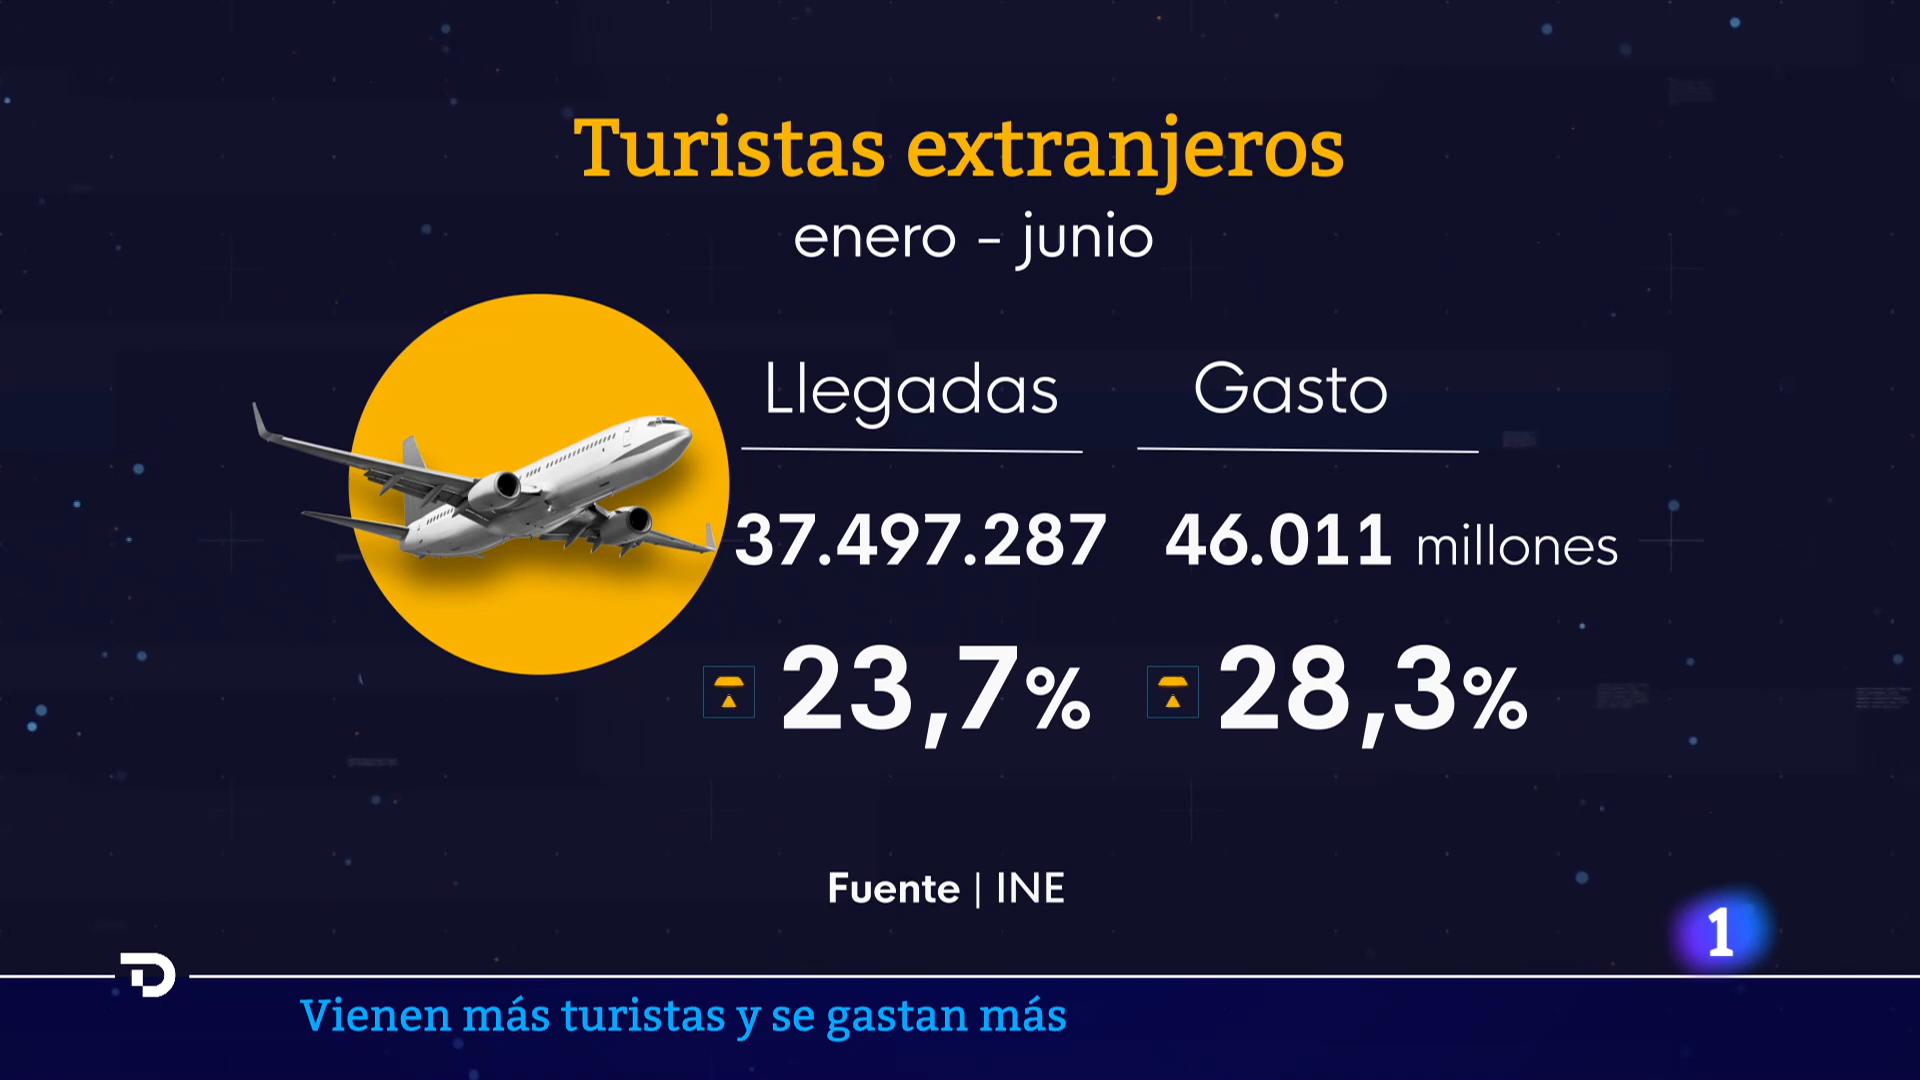 Turistas extranjeros
enero - junio
Llegadas Gasto
37.497.287 46.011 millones
23,7% 28,3%
Fuente | INE
1
Vienen más turistas y se gastan más